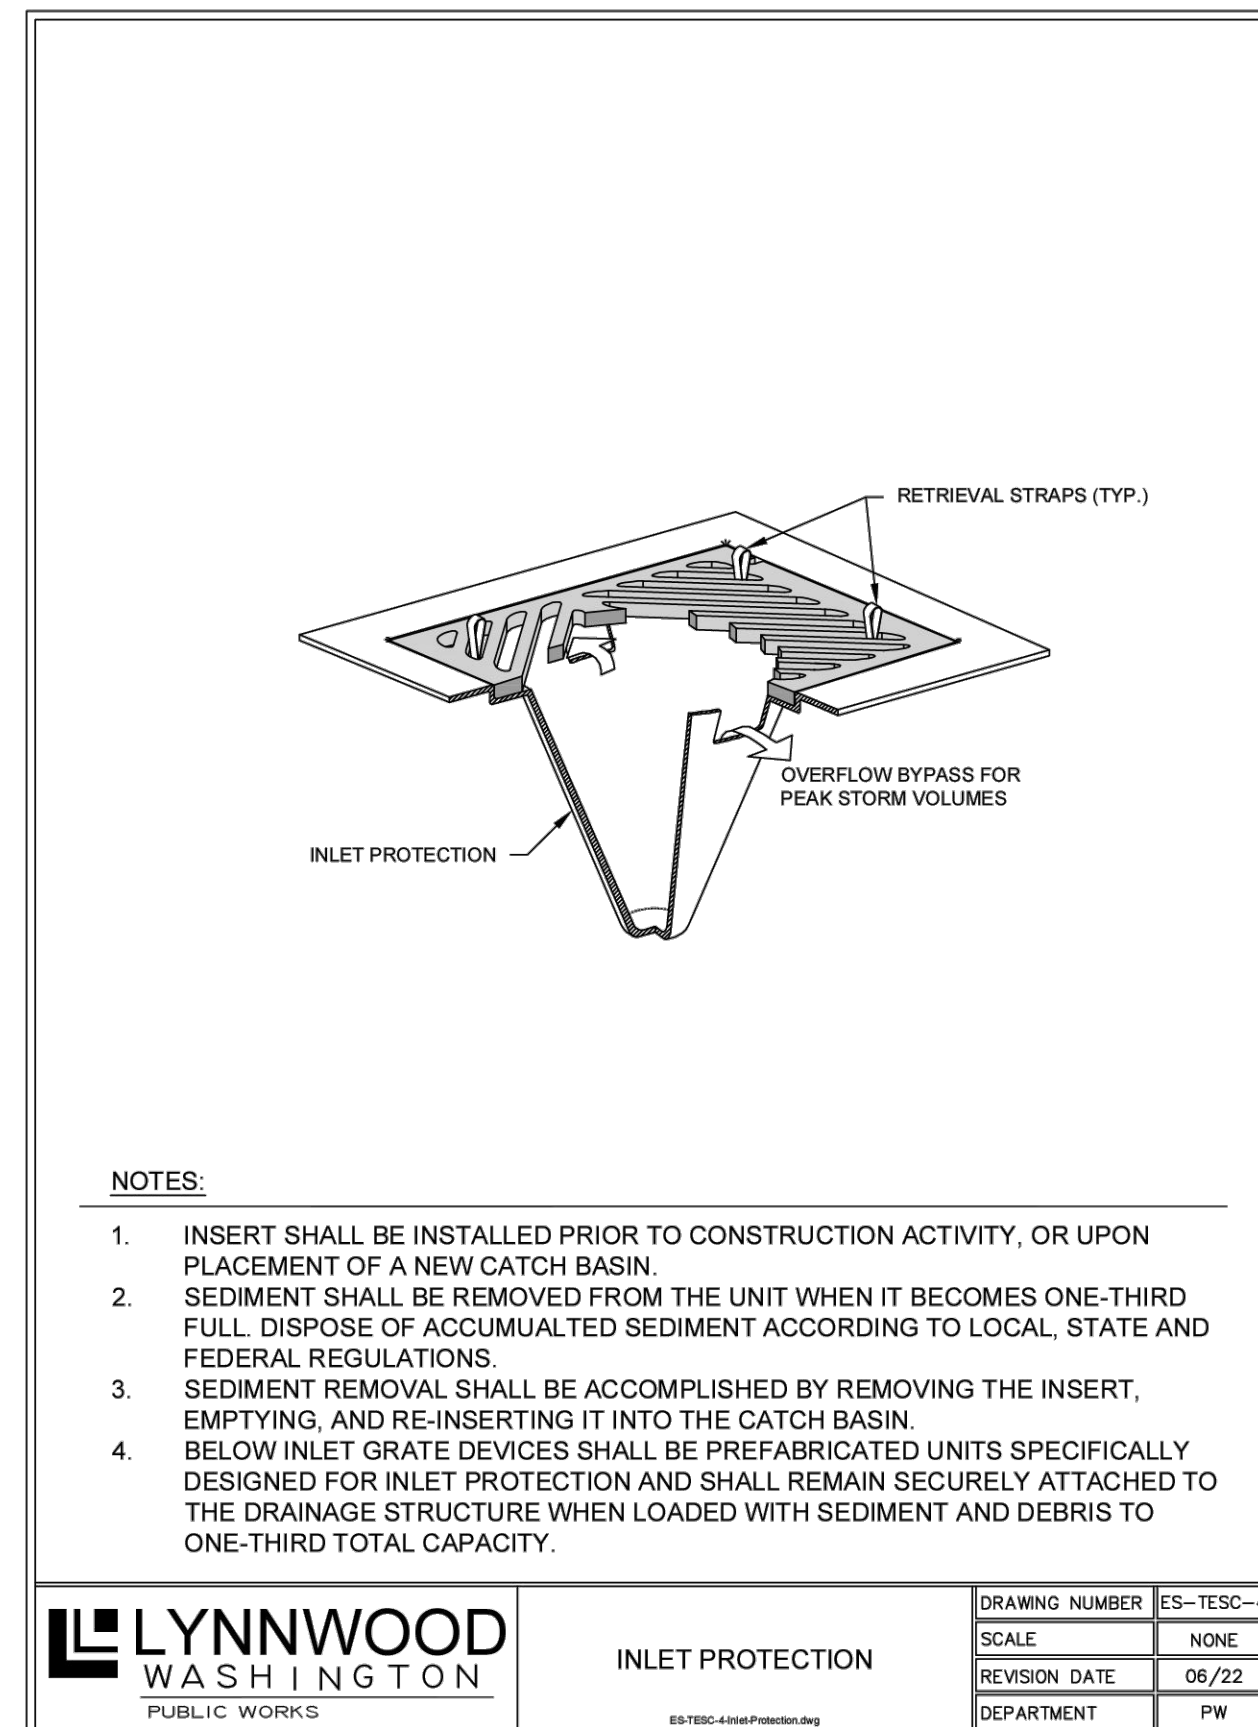 RETRIEVAL STRAPS (TYP.)
OVERFLOW BYPASS FOR
PEAK STORM VOLUMES
INLET PROTECTION
NOTES:
1. INSERT SHALL BE INSTALLED PRIOR TO CONSTRUCTION ACTIVITY, OR UPON
PLACEMENT OF A NEW CATCH BASIN.
2. SEDIMENT SHALL BE REMOVED FROM THE UNIT WHEN IT BECOMES ONE-THIRD
FULL. DISPOSE OF ACCUMUALTED SEDIMENT ACCORDING TO LOCAL, STATE AND
FEDERAL REGULATIONS.
3. SEDIMENT REMOVAL SHALL BE ACCOMPLISHED BY REMOVING THE INSERT,
EMPTYING, AND RE-INSERTING IT INTO THE CATCH BASIN.
4. BELOW INLET GRATE DEVICES SHALL BE PREFABRICATED UNITS SPECIFICALLY
DESIGNED FOR INLET PROTECTION AND SHALL REMAIN SECURELY ATTACHED TO
THE DRAINAGE STRUCTURE WHEN LOADED WITH SEDIMENT AND DEBRIS TO
ONE-THIRD TOTAL CAPACITY.
LYNNWOOD
WASHINGTON
PUBLIC WORKS
INLET PROTECTION
ES-TESC-4-Inlet-Protection.dwg
DRAWING NUMBER ES-TESC-4
SCALE NONE
REVISION DATE 06/22
DEPARTMENT PW